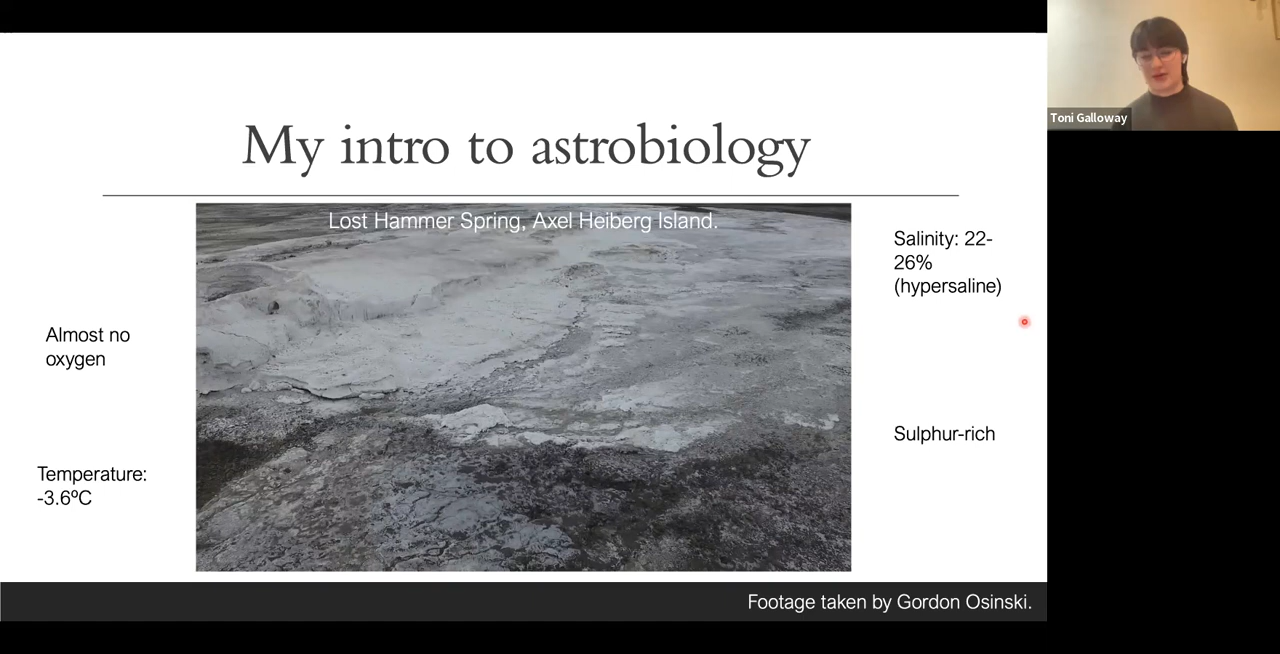 My intro to astrobiology
Lost Hammer Spring, Axel Heiberg Island.
Almost no
oxygen
Temperature:
-3.6ºC
Salinity: 22-
26%
(hypersaline)
Sulphur-rich
Footage taken by Gordon Osinski.
Toni Galloway